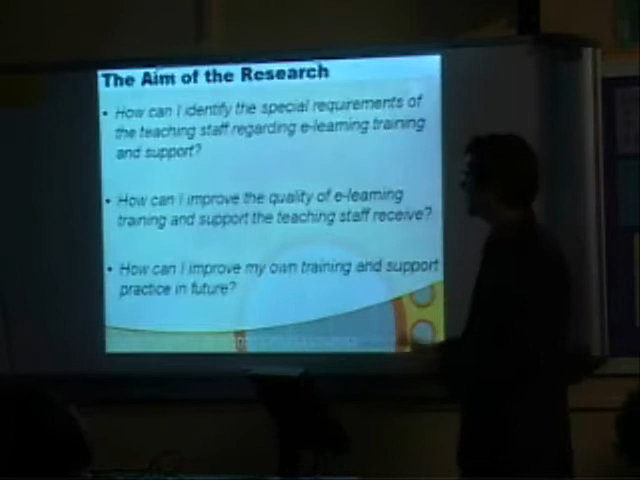 The Aim of the Research
• How can I identify the special requirements of
the teaching staff regarding e-learning training
and support?
• How can I improve the quality of e-learning
training and support the teaching staff receive?
• How can I improve my own training and support
practice in future?